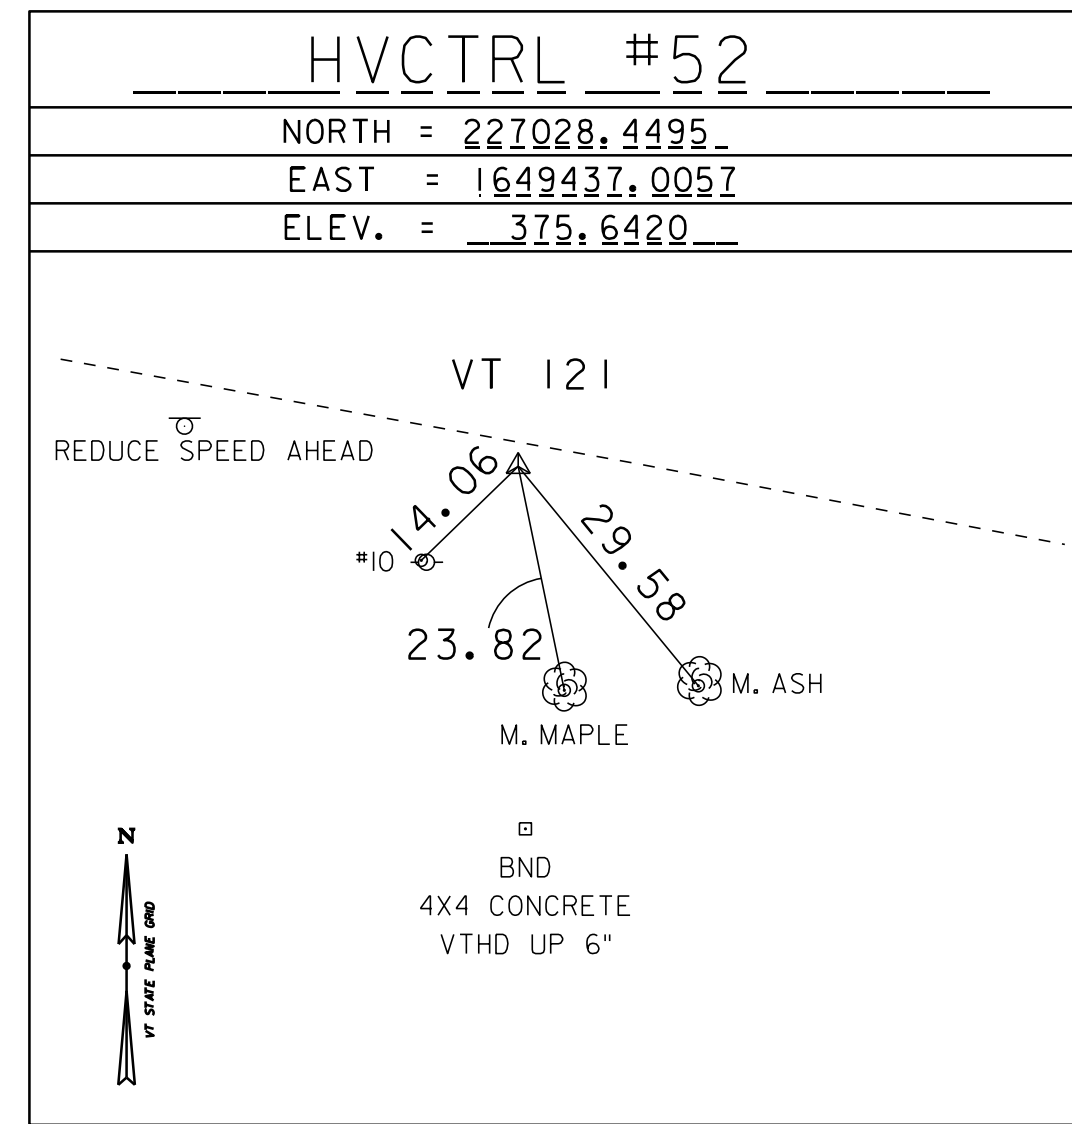 HVCTRL #52
NORTH = 227028.4495
EAST = 1649437.0057
ELEV. = 375.6420
VT 121
REDUCE SPEED AHEAD
14.06
29.58
#10
23.82
M. ASH
M. MAPLE
N
VT STATE PLANE GRID
BND
4X4 CONCRETE
VTHD UP 6"